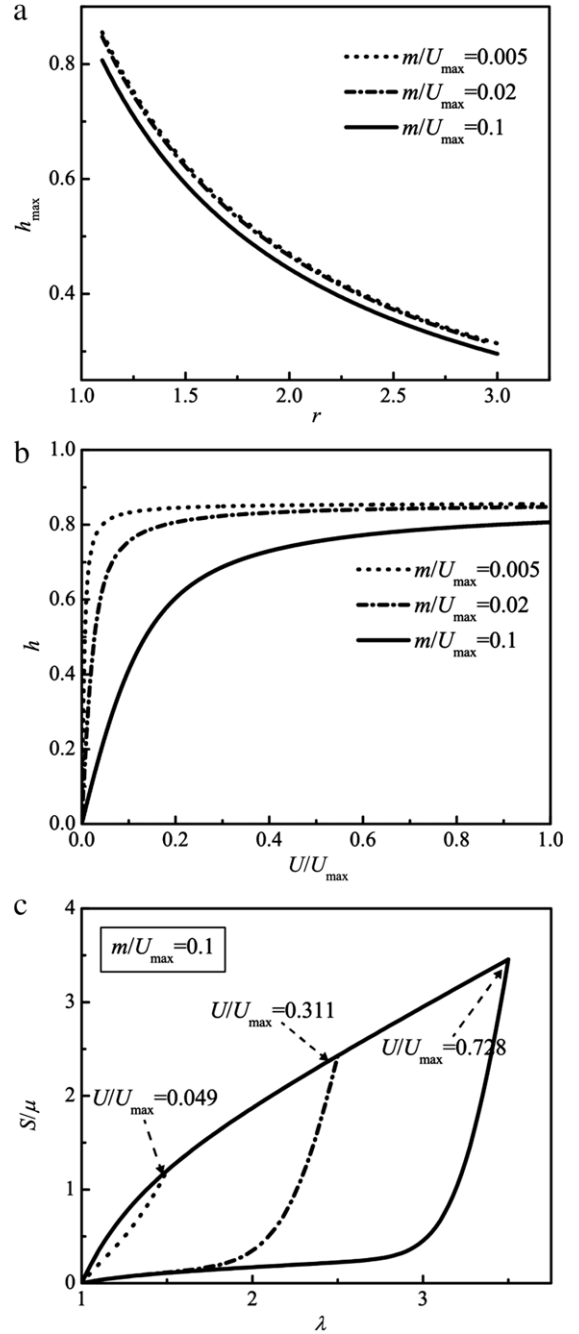 a
m/U_max=0.005
m/U_max=0.02
m/U_max=0.1
h_max
0.8
0.6
0.4
1.0 1.5 2.0 2.5 3.0
r
b
1.0
0.8
0.6
0.4
0.2
0.0
h
m/U_max=0.005
m/U_max=0.02
m/U_max=0.1
0.0 0.2 0.4 0.6 0.8 1.0
U/U_max
c
4
3
2
1
0
S/μ
m/U_max=0.1
U/U_max=0.311
U/U_max=0.728
U/U_max=0.049
1 2 3
λ